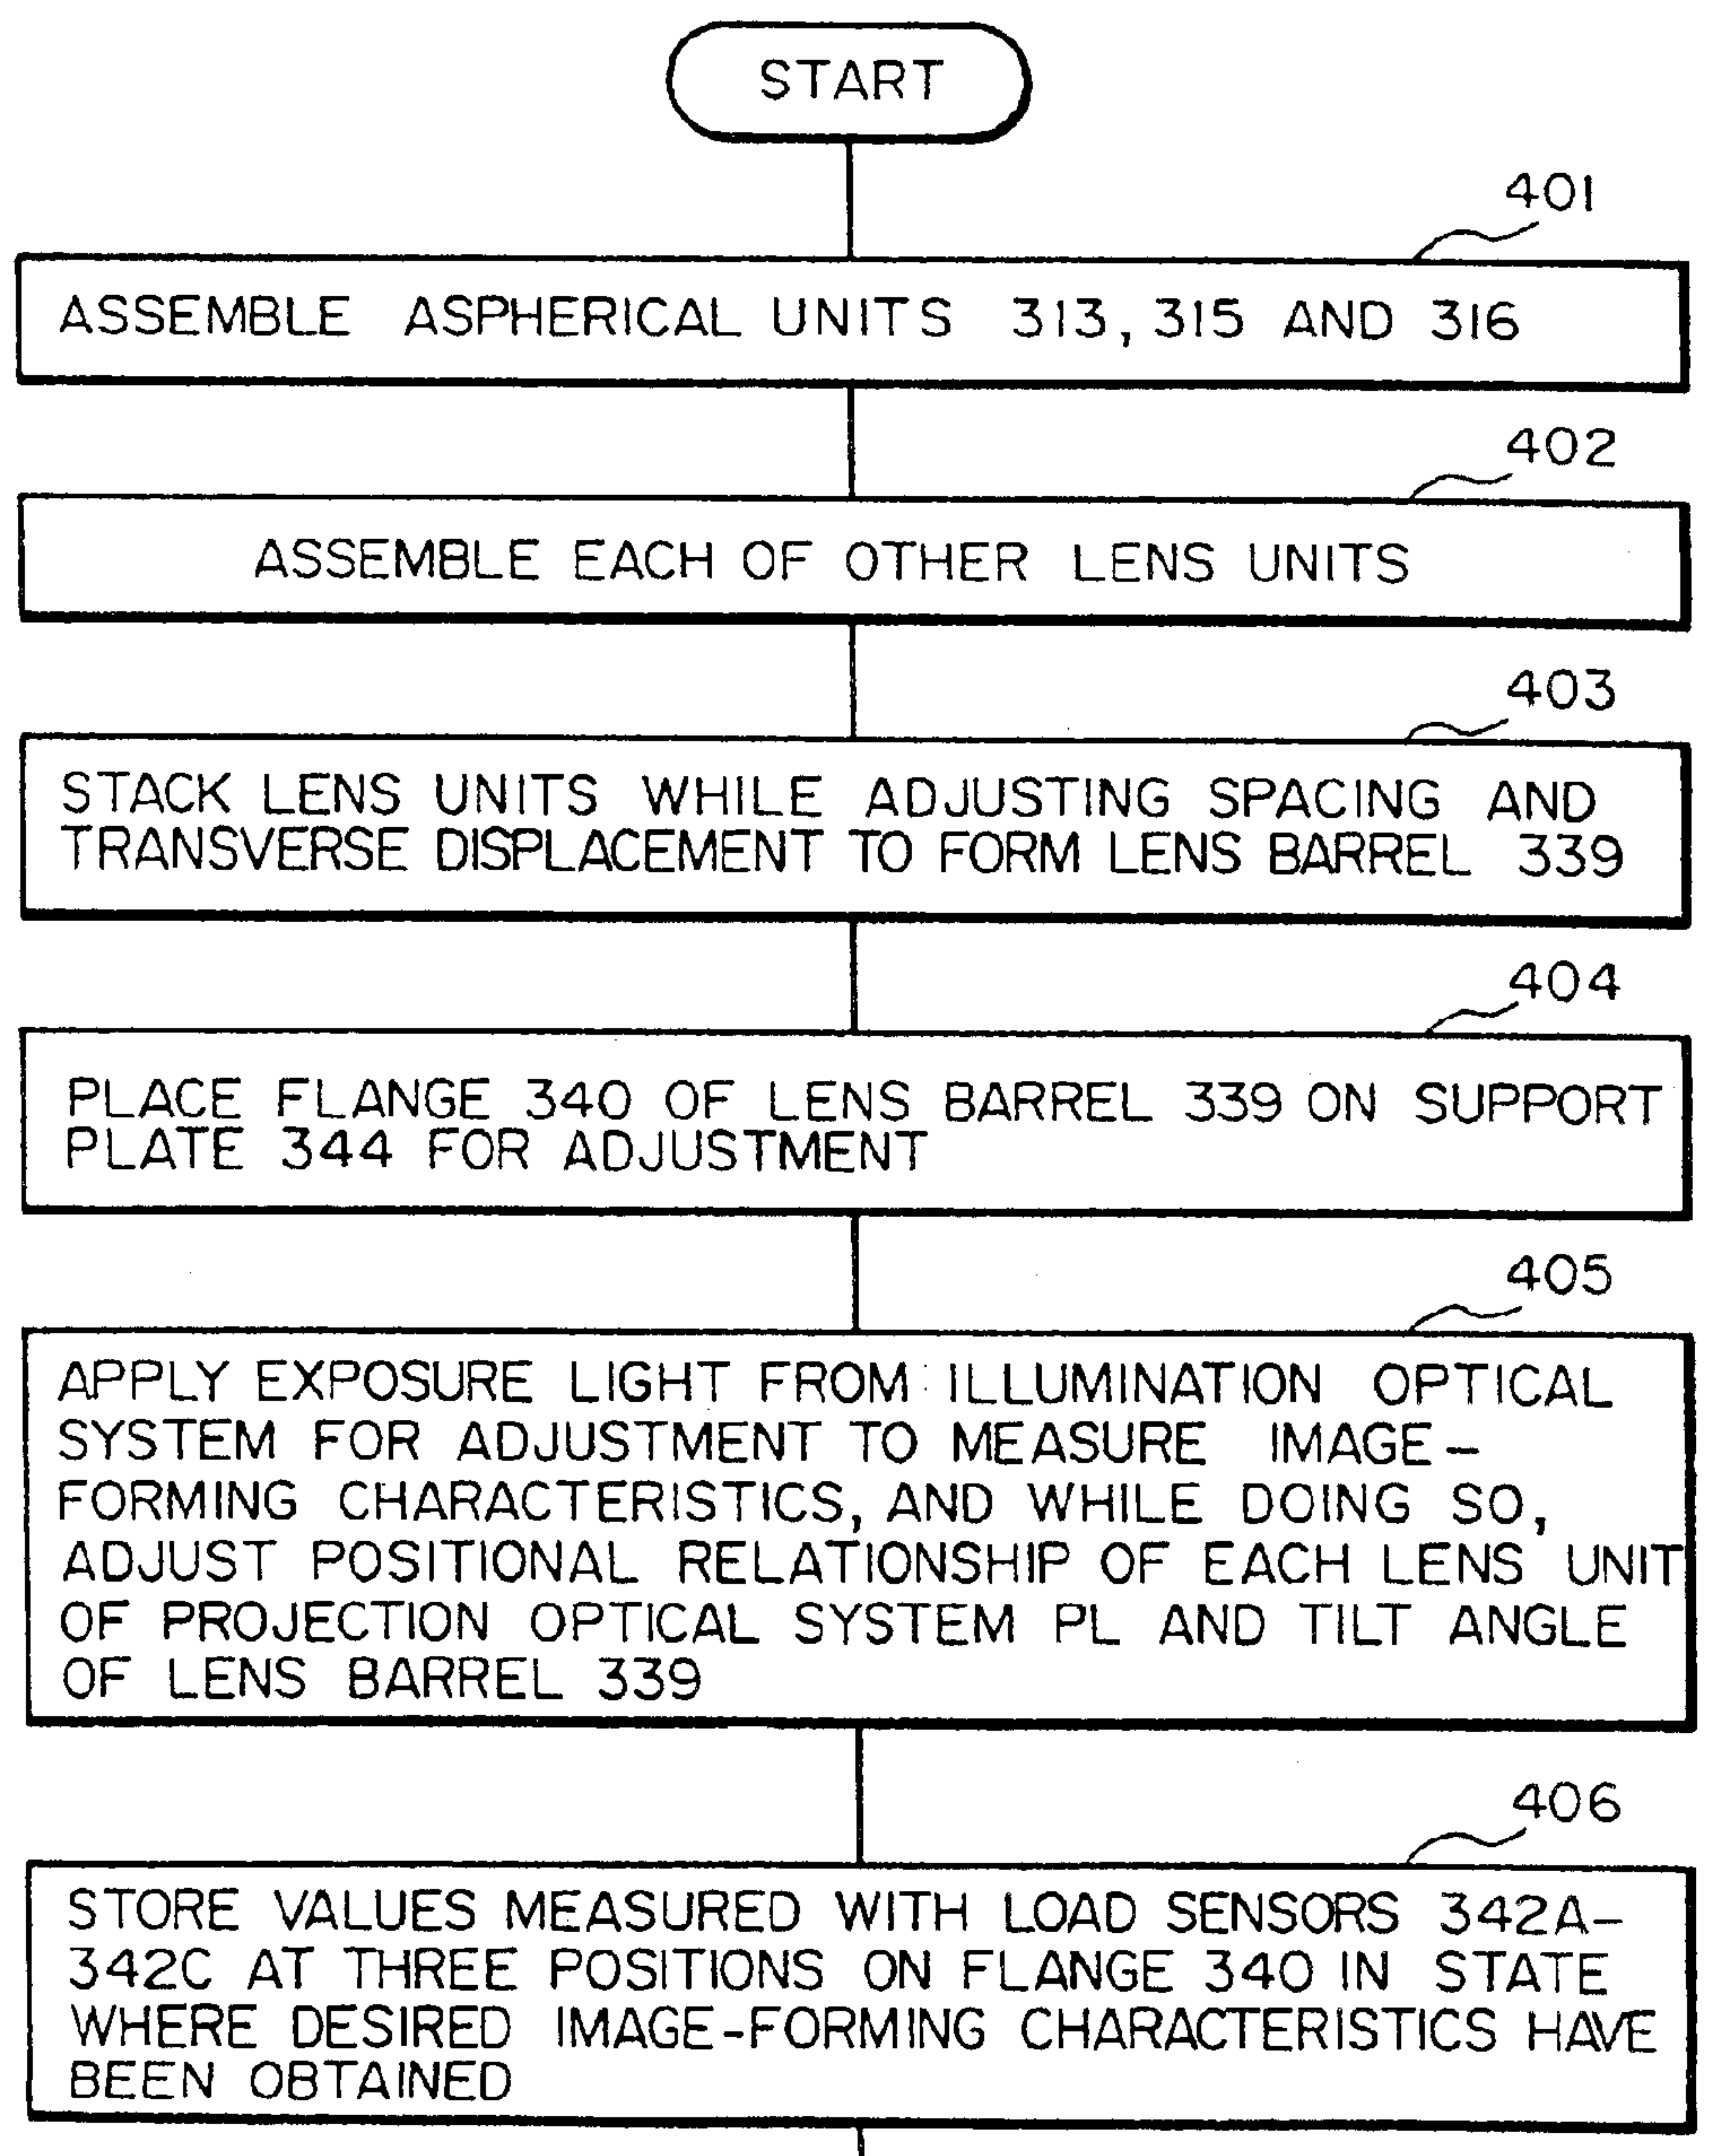 START
401
ASSEMBLE ASPHERICAL UNITS 313, 315 AND 316
402
ASSEMBLE EACH OF OTHER LENS UNITS
403
STACK LENS UNITS WHILE ADJUSTING SPACING AND
TRANSVERSE DISPLACEMENT TO FORM LENS BARREL 339
404
PLACE FLANGE 340 OF LENS BARREL 339 ON SUPPORT
PLATE 344 FOR ADJUSTMENT
405
APPLY EXPOSURE LIGHT FROM ILLUMINATION OPTICAL
SYSTEM FOR ADJUSTMENT TO MEASURE IMAGE-
FORMING CHARACTERISTICS, AND WHILE DOING SO,
ADJUST POSITIONAL RELATIONSHIP OF EACH LENS UNIT
OF PROJECTION OPTICAL SYSTEM PL AND TILT ANGLE
OF LENS BARREL 339
406
STORE VALUES MEASURED WITH LOAD SENSORS 342A-
342C AT THREE POSITIONS ON FLANGE 340 IN STATE
WHERE DESIRED IMAGE-FORMING CHARACTERISTICS HAVE
BEEN OBTAINED